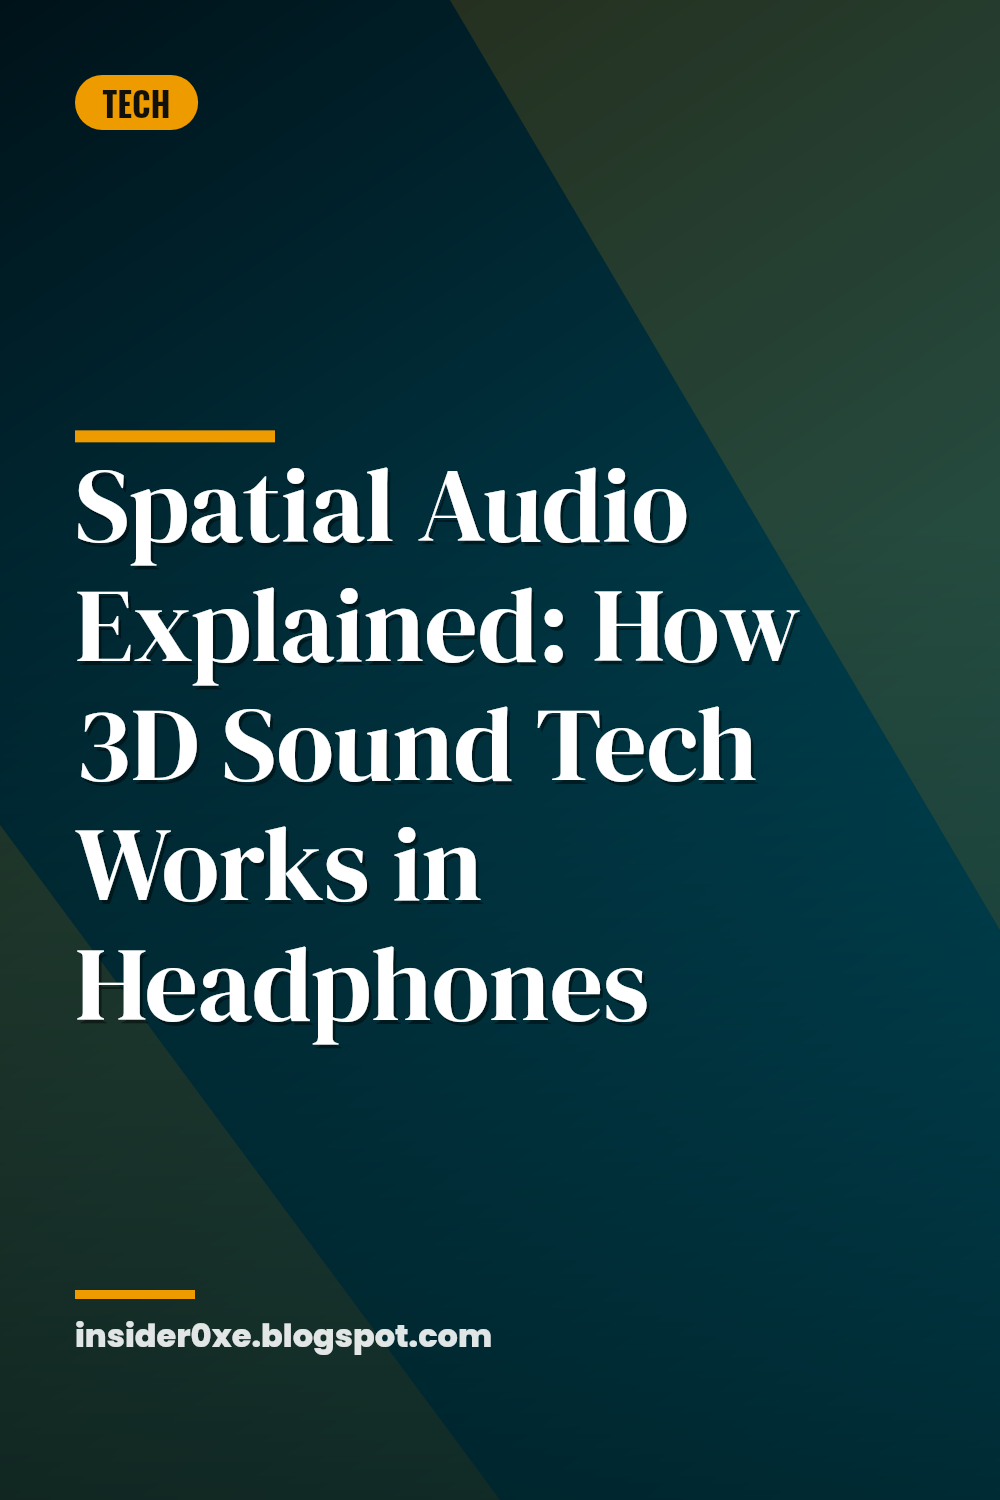 TECH
Spatial Audio
Explained: How
3D Sound Tech
Works in
Headphones
insider0xe.blogspot.com